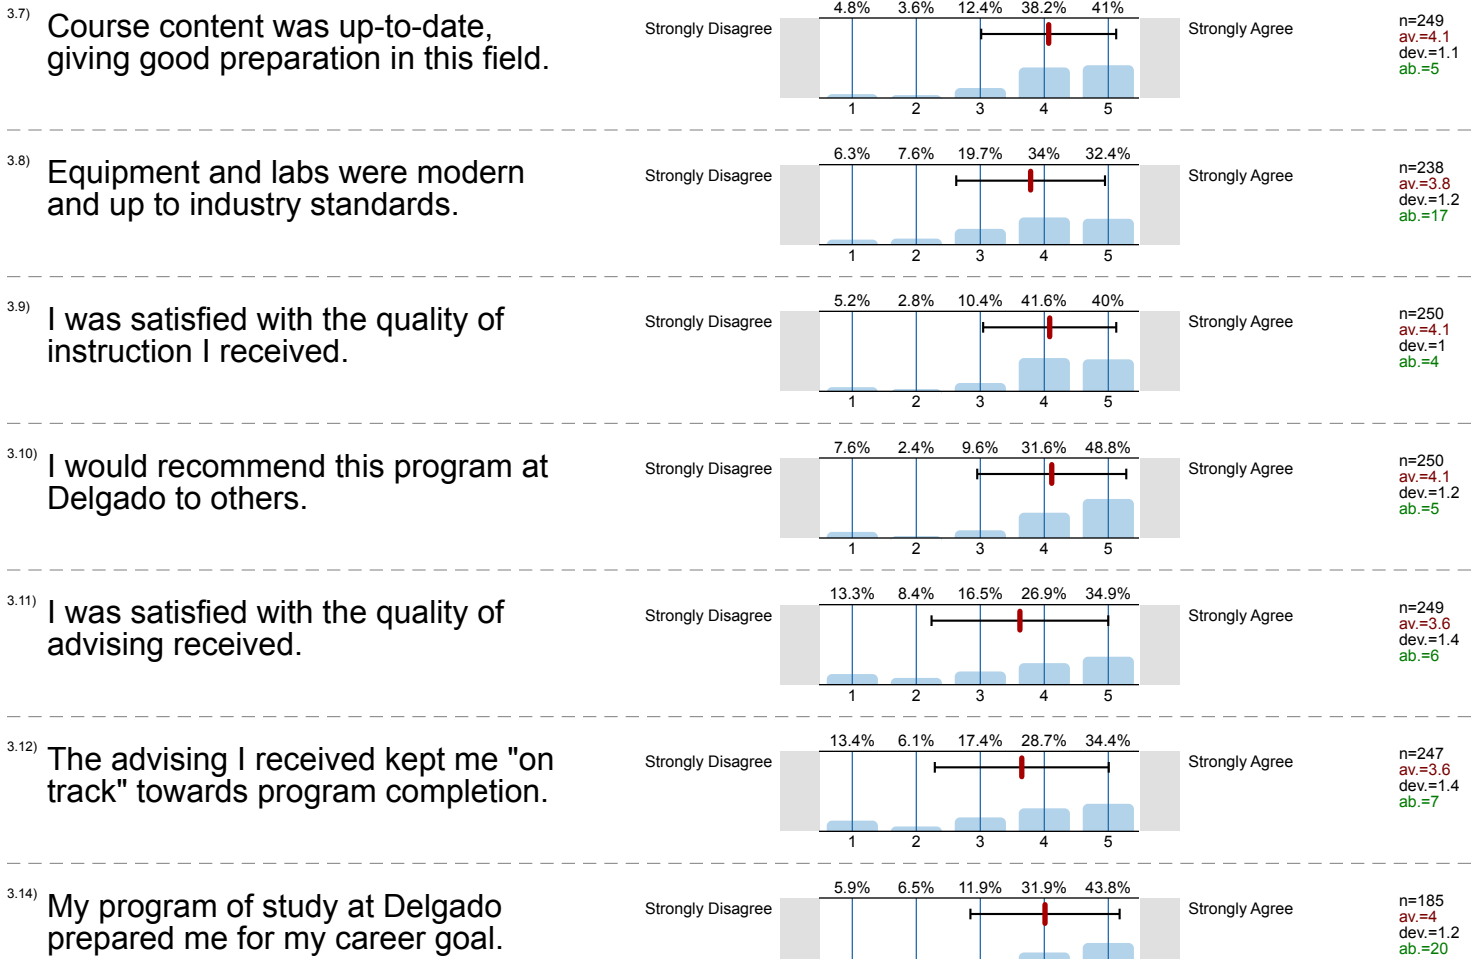 3.7) Course content was up-to-date,
giving good preparation in this field.
Strongly Disagree
4.8% 3.6% 12.4% 38.2% 41%
1 2 3 4 5
Strongly Agree
n=249
av.=4.1
dev.=1.1
ab.=5
3.8) Equipment and labs were modern
and up to industry standards.
Strongly Disagree
6.3% 7.6% 19.7% 34% 32.4%
1 2 3 4 5
Strongly Agree
n=238
av.=3.8
dev.=1.2
ab.=17
3.9) I was satisfied with the quality of
instruction I received.
Strongly Disagree
5.2% 2.8% 10.4% 41.6% 40%
1 2 3 4 5
Strongly Agree
n=250
av.=4.1
dev.=1
ab.=4
3.10) I would recommend this program at
Delgado to others.
Strongly Disagree
7.6% 2.4% 9.6% 31.6% 48.8%
1 2 3 4 5
Strongly Agree
n=250
av.=4.1
dev.=1.2
ab.=5
3.11) I was satisfied with the quality of
advising received.
Strongly Disagree
13.3% 8.4% 16.5% 26.9% 34.9%
1 2 3 4 5
Strongly Agree
n=249
av.=3.6
dev.=1.4
ab.=6
3.12) The advising I received kept me "on
track" towards program completion.
Strongly Disagree
13.4% 6.1% 17.4% 28.7% 34.4%
1 2 3 4 5
Strongly Agree
n=247
av.=3.6
dev.=1.4
ab.=7
3.14) My program of study at Delgado
prepared me for my career goal.
Strongly Disagree
5.9% 6.5% 11.9% 31.9% 43.8%
Strongly Agree
n=185
av.=4
dev.=1.2
ab.=20